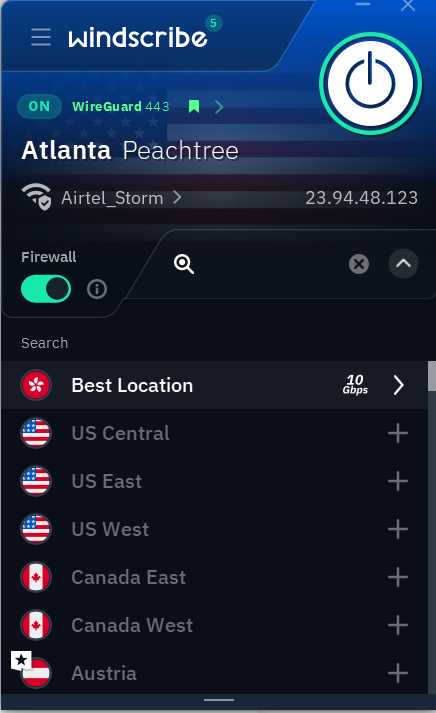 windscribe 5
ON WireGuard 443
Atlanta Peachtree
Airtel_Storm 23.94.48.123
Firewall
Search
Best Location 10 Gbps
US Central
US East
US West
Canada East
Canada West
Austria